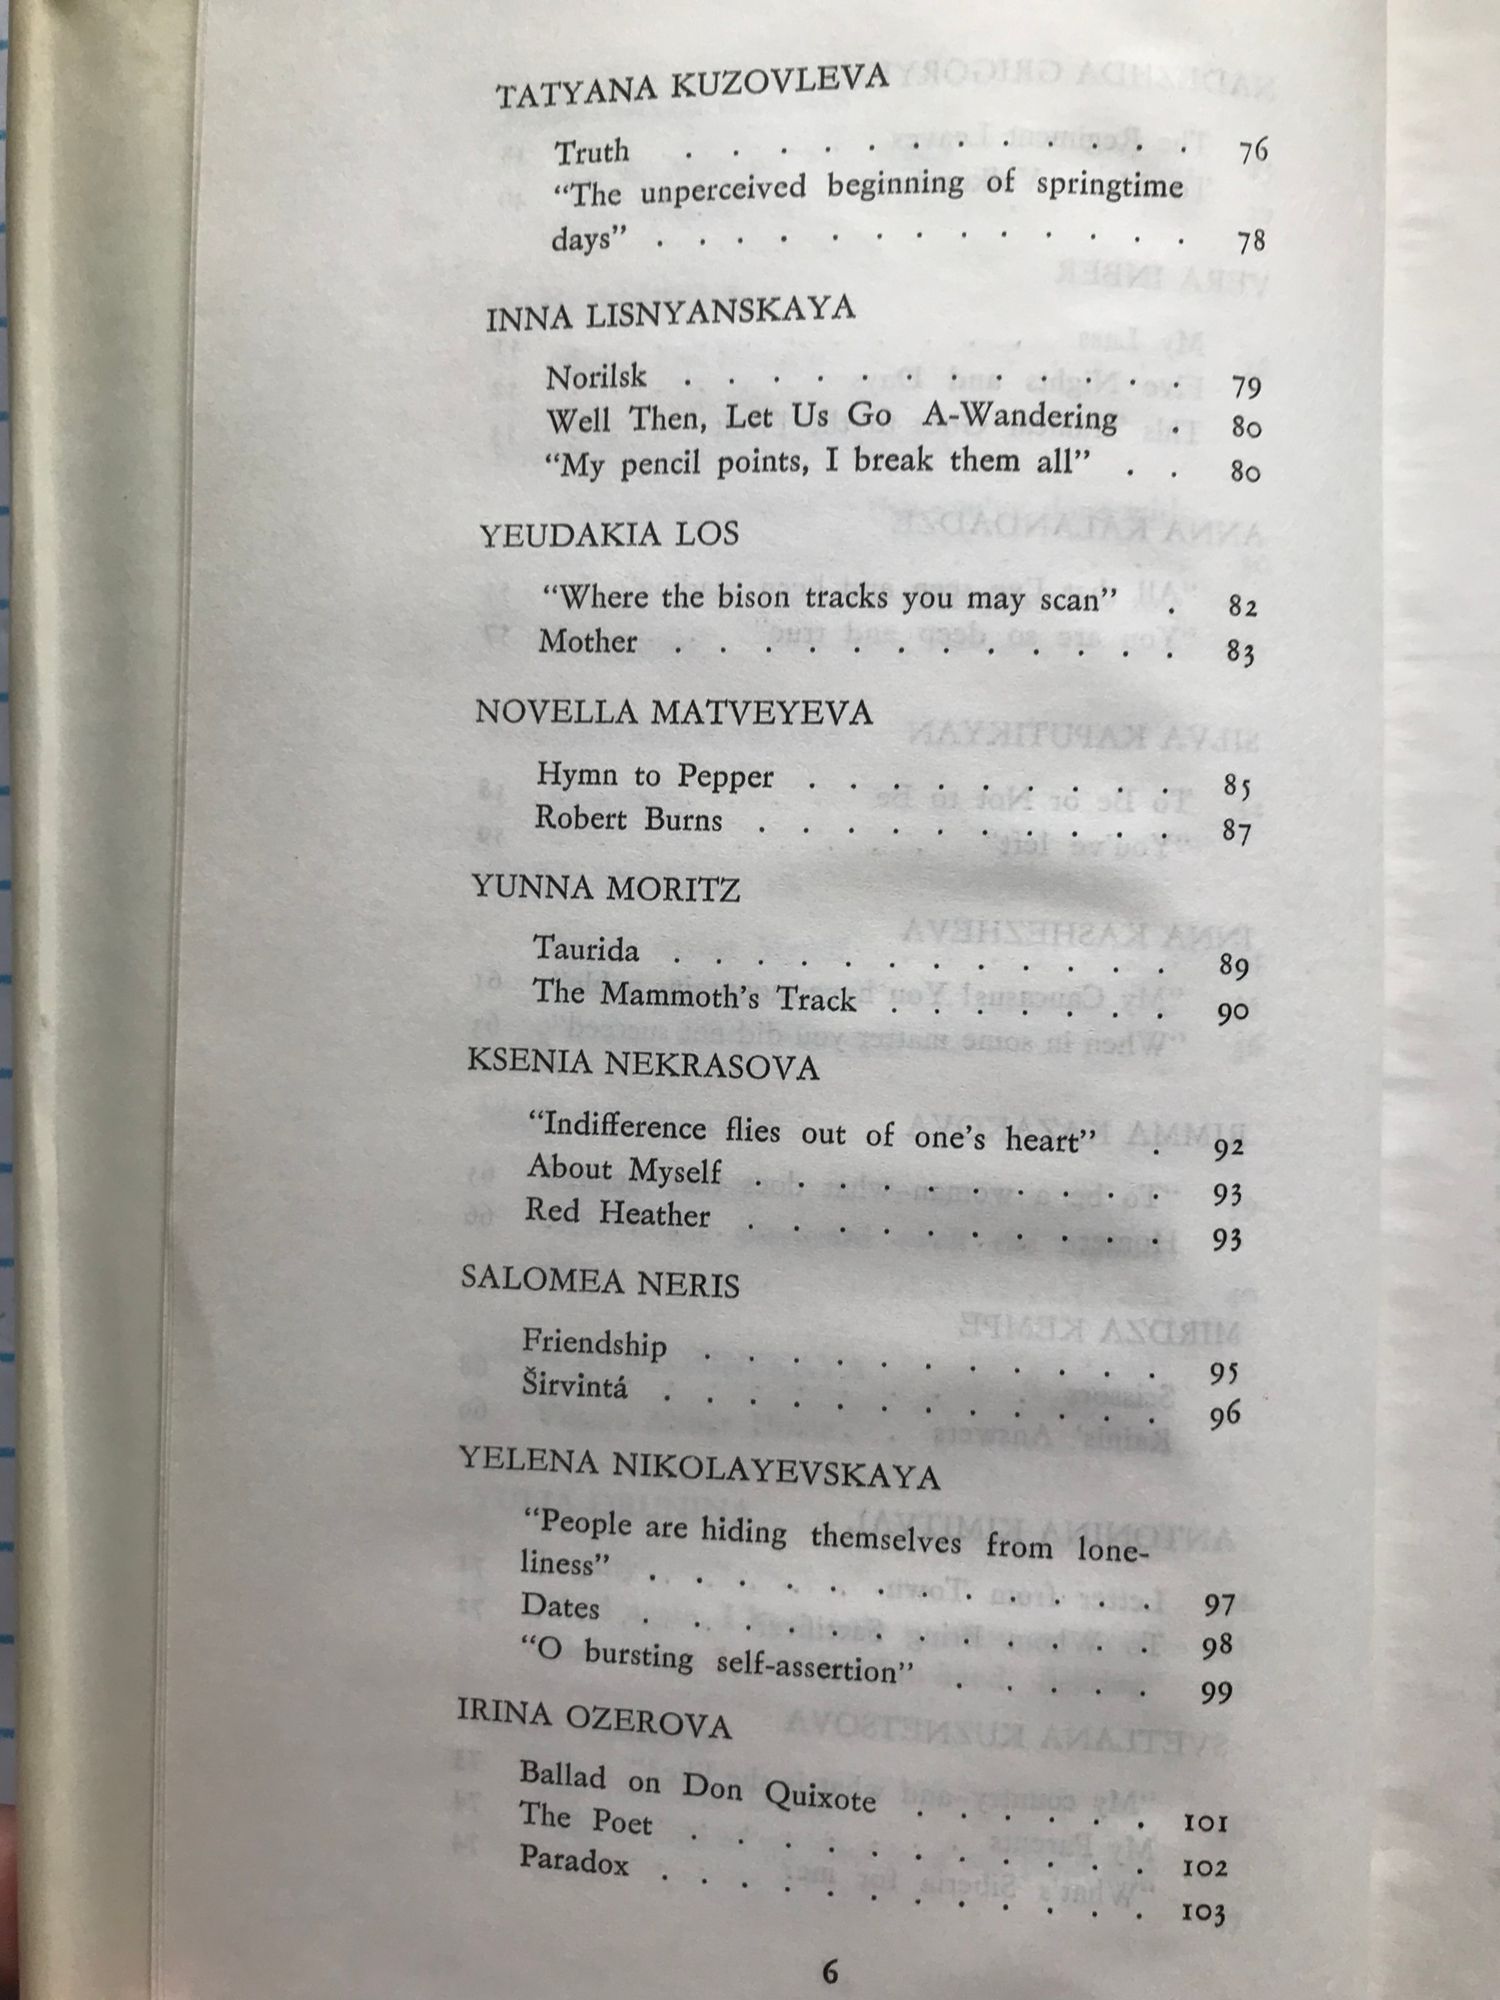 TATYANA KUZOVLEVA
Truth . . . . . . . . . . . . 76
“The unperceived beginning of springtime
days” . . . . . . . . . . . . . 78
INNA LISNYANSKAYA
Norilsk . . . . . . . . . . . . 79
Well Then, Let Us Go A-Wandering . 80
“My pencil points, I break them all” . . 80
YEUDAKIA LOS
“Where the bison tracks you may scan” . 82
Mother . . . . . . . . . . . . 83
NOVELLA MATVEYEVA
Hymn to Pepper . . . . . . . . . 85
Robert Burns . . . . . . . . . . 87
YUNNA MORITZ
Taurida . . . . . . . . . . . . 89
The Mammoth’s Track . . . . . . . 90
KSENIA NEKRASOVA
“Indifference flies out of one’s heart” . 92
About Myself . . . . . . . . . . 93
Red Heather . . . . . . . . . . 93
SALOMEA NERIS
Friendship . . . . . . . . . . . 95
Širvintá . . . . . . . . . . . . 96
YELENA NIKOLAYEVSKAYA
“People are hiding themselves from lone-
liness” . . . . . . . . . . . . 97
Dates . . . . . . . . . . . . 98
“O bursting self-assertion” . . . . . 99
IRINA OZEROVA
Ballad on Don Quixote . . . . . . 101
The Poet . . . . . . . . . . . 102
Paradox . . . . . . . . . . . . 103
6